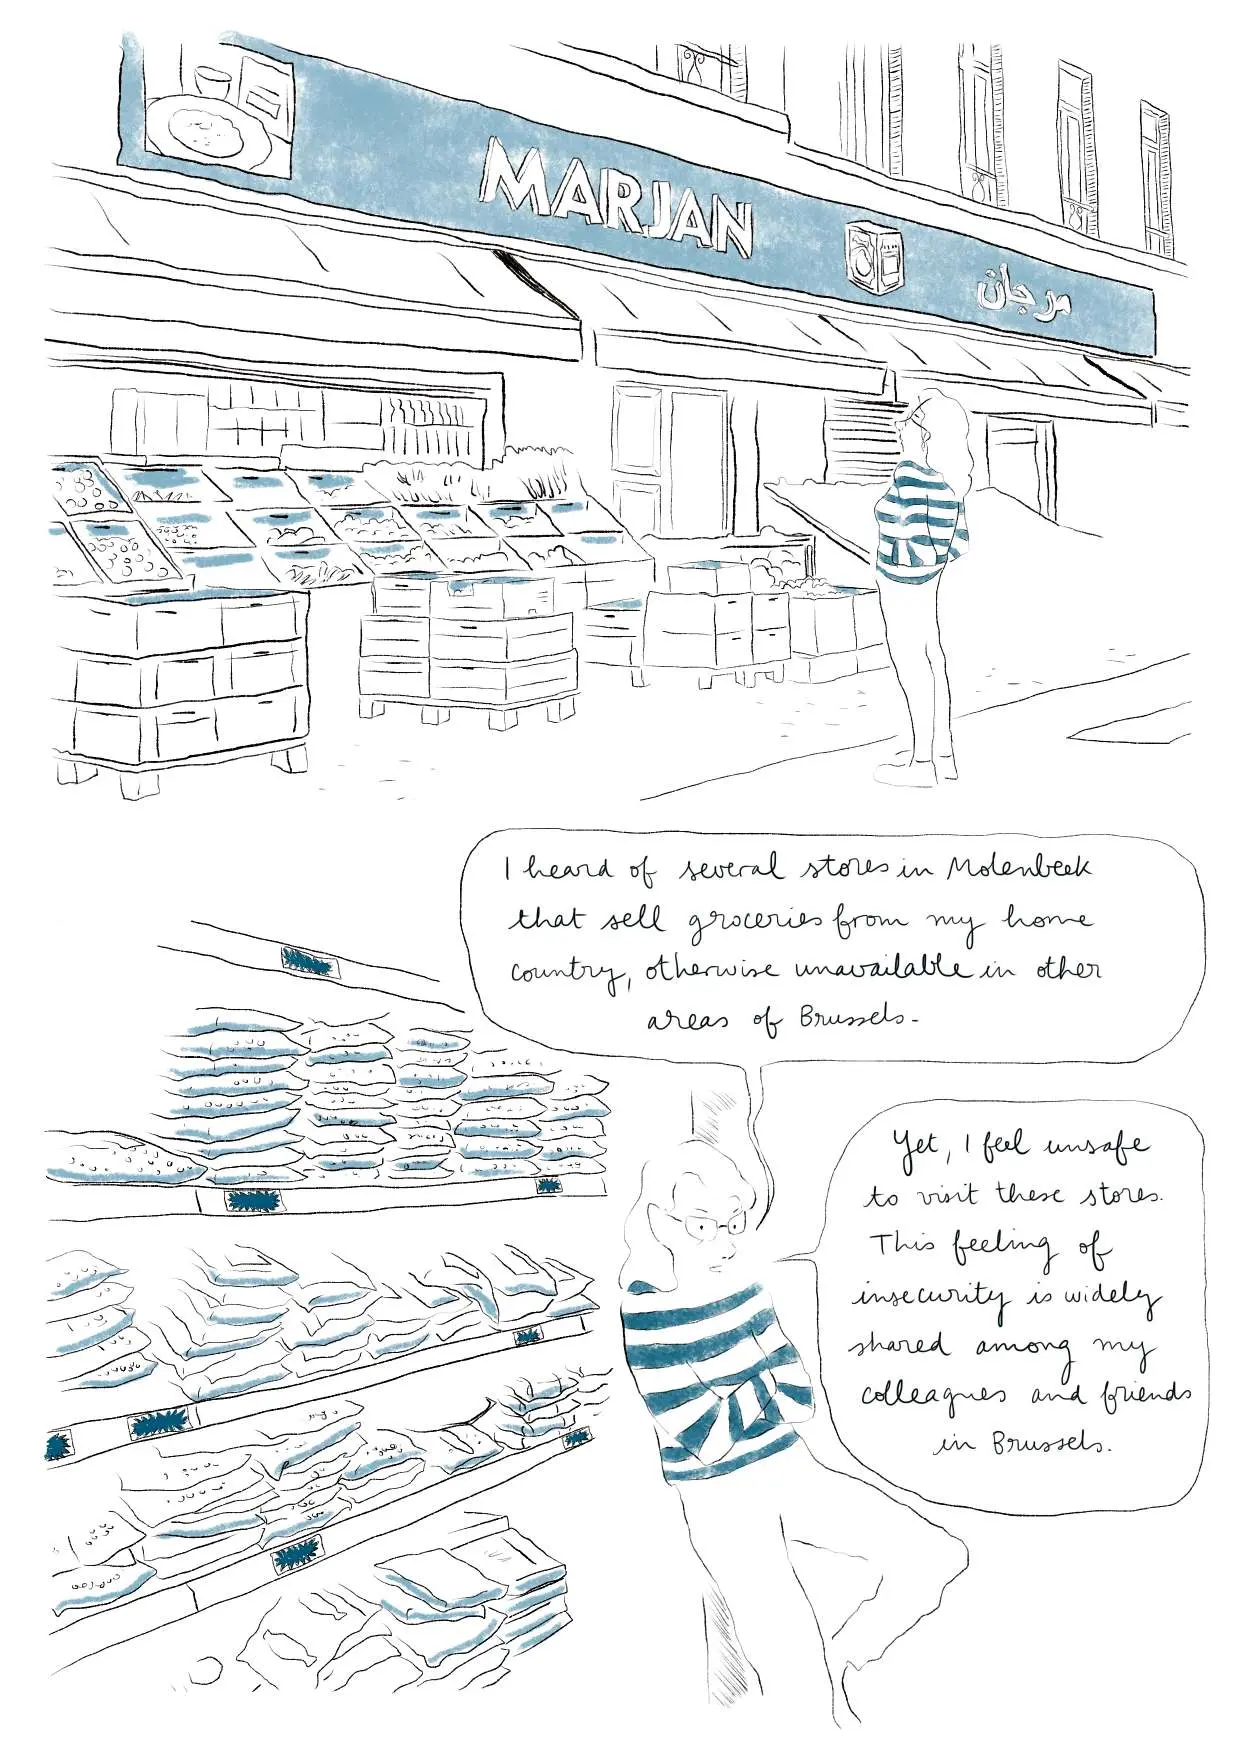 MARJAN
مرجان
I heard of several stores in Molenbeek
that sell groceries from my home
country, otherwise unavailable in other
areas of Brussels.
Yet, I feel unsafe
to visit these stores.
This feeling of
insecurity is widely
shared among my
colleagues and friends
in Brussels.